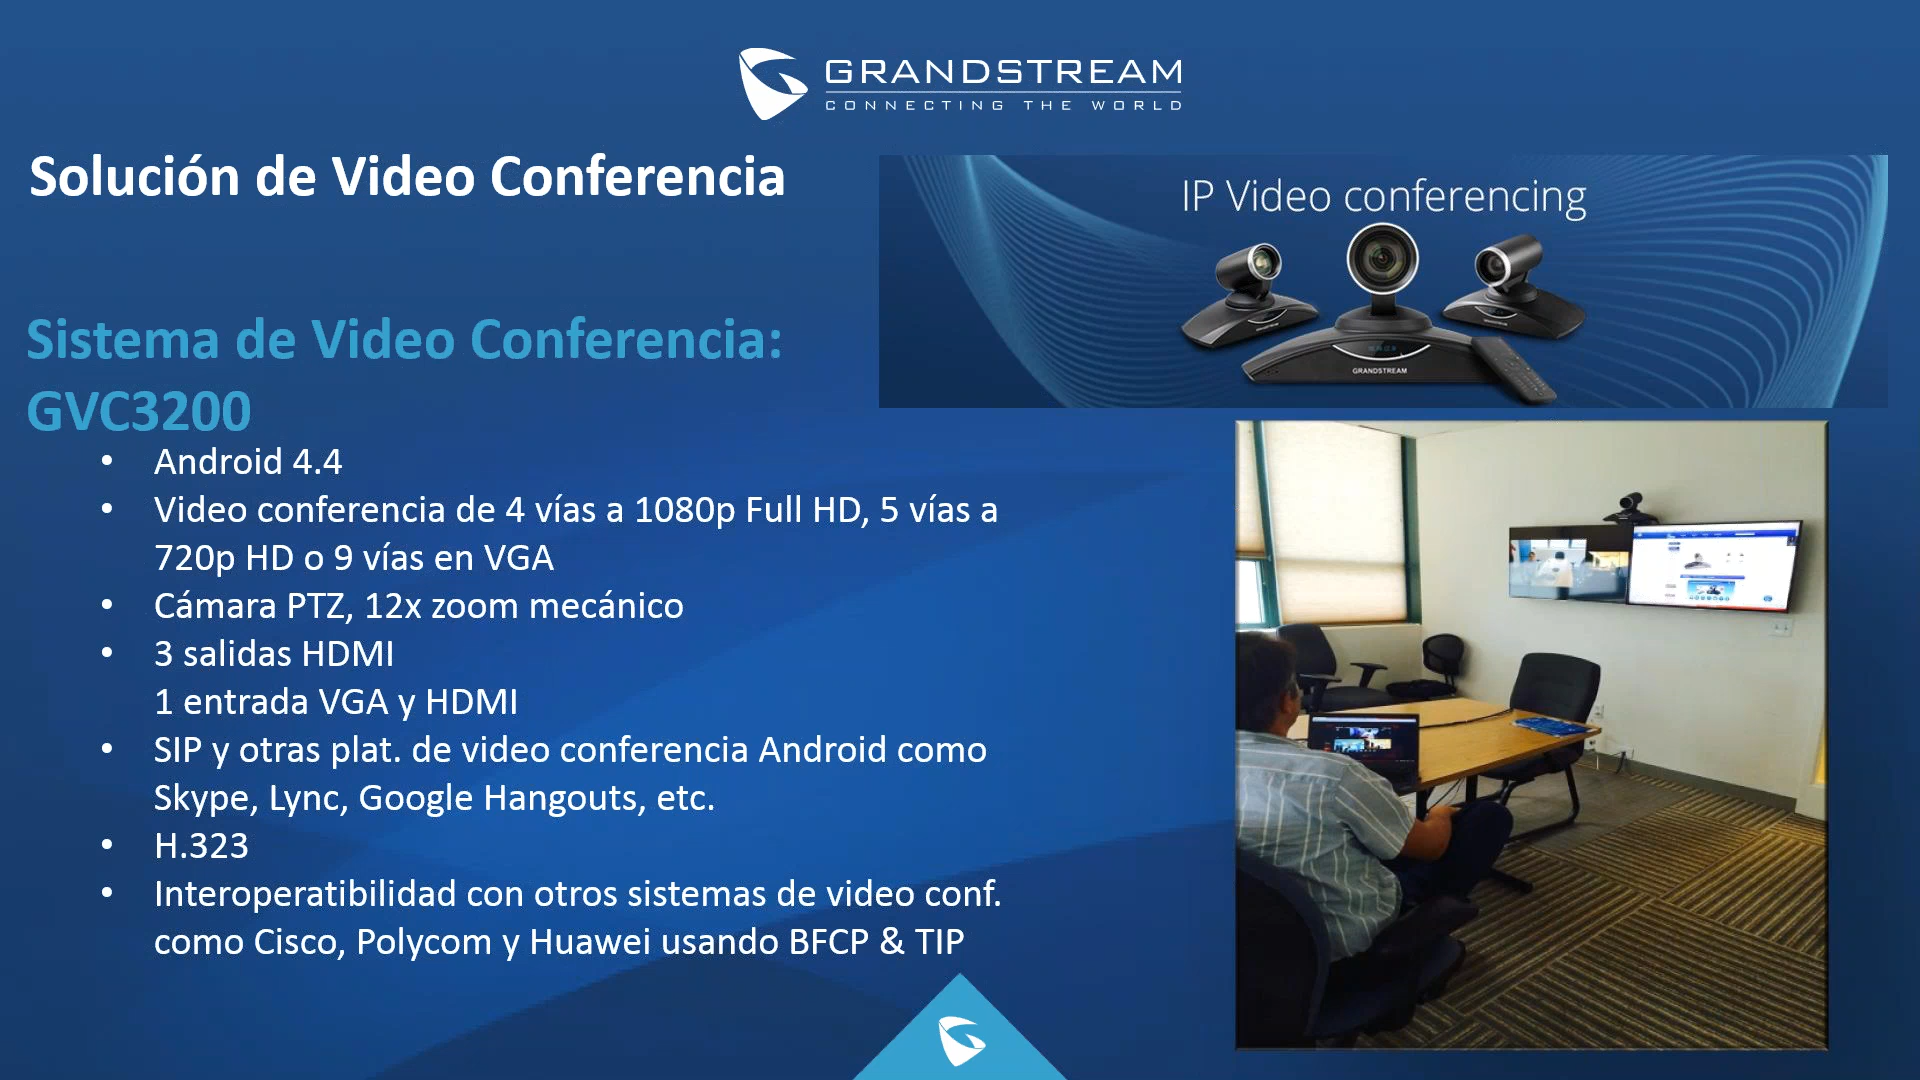 GRANDSTREAM
CONNECTING THE WORLD
Solución de Video Conferencia
IP Video conferencing
GRANDSTREAM
Sistema de Video Conferencia:
GVC3200
• Android 4.4
• Video conferencia de 4 vías a 1080p Full HD, 5 vías a
720p HD o 9 vías en VGA
• Cámara PTZ, 12x zoom mecánico
• 3 salidas HDMI
1 entrada VGA y HDMI
• SIP y otras plat. de video conferencia Android como
Skype, Lync, Google Hangouts, etc.
• H.323
• Interoperatibilidad con otros sistemas de video conf.
como Cisco, Polycom y Huawei usando BFCP & TIP